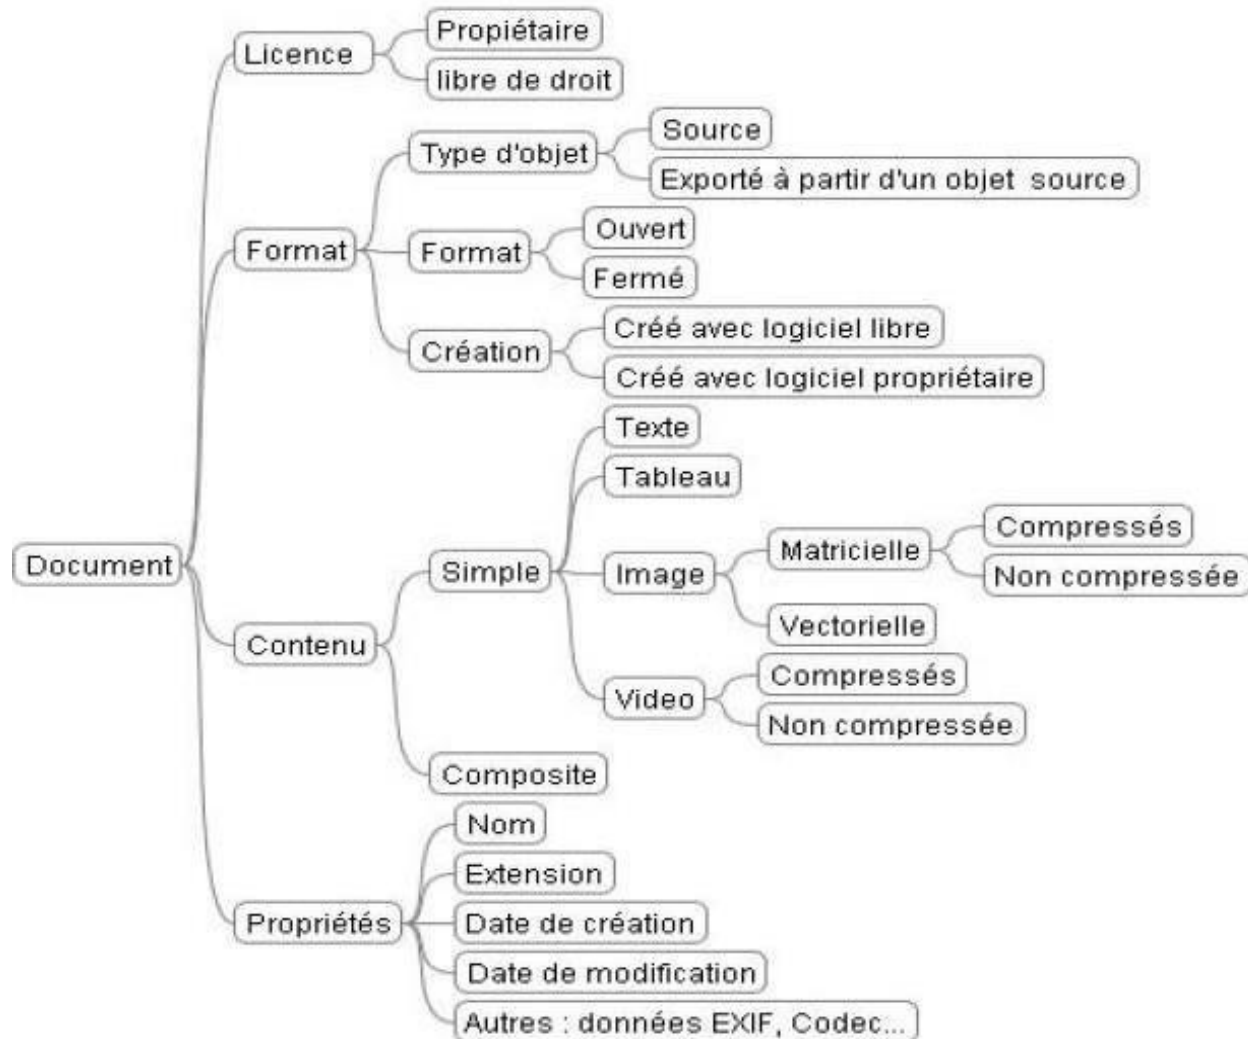 Document
Licence
Propiétaire
libre de droit
Format
Type d'objet
Source
Exporté à partir d'un objet source
Format
Ouvert
Fermé
Création
Créé avec logiciel libre
Créé avec logiciel propriétaire
Contenu
Simple
Texte
Tableau
Image
Matricielle
Compressés
Non compressée
Vectorielle
Video
Compressés
Non compressée
Composite
Propriétés
Nom
Extension
Date de création
Date de modification
Autres : données EXIF, Codec...